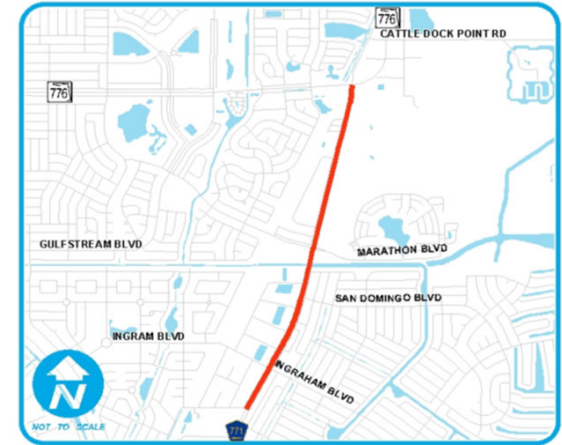 776
CATTLE DOCK POINT RD
776
GULFSTREAM BLVD
MARATHON BLVD
SAN DOMINGO BLVD
INGRAM BLVD
INGRAHAM BLVD
N
NOT TO SCALE
771